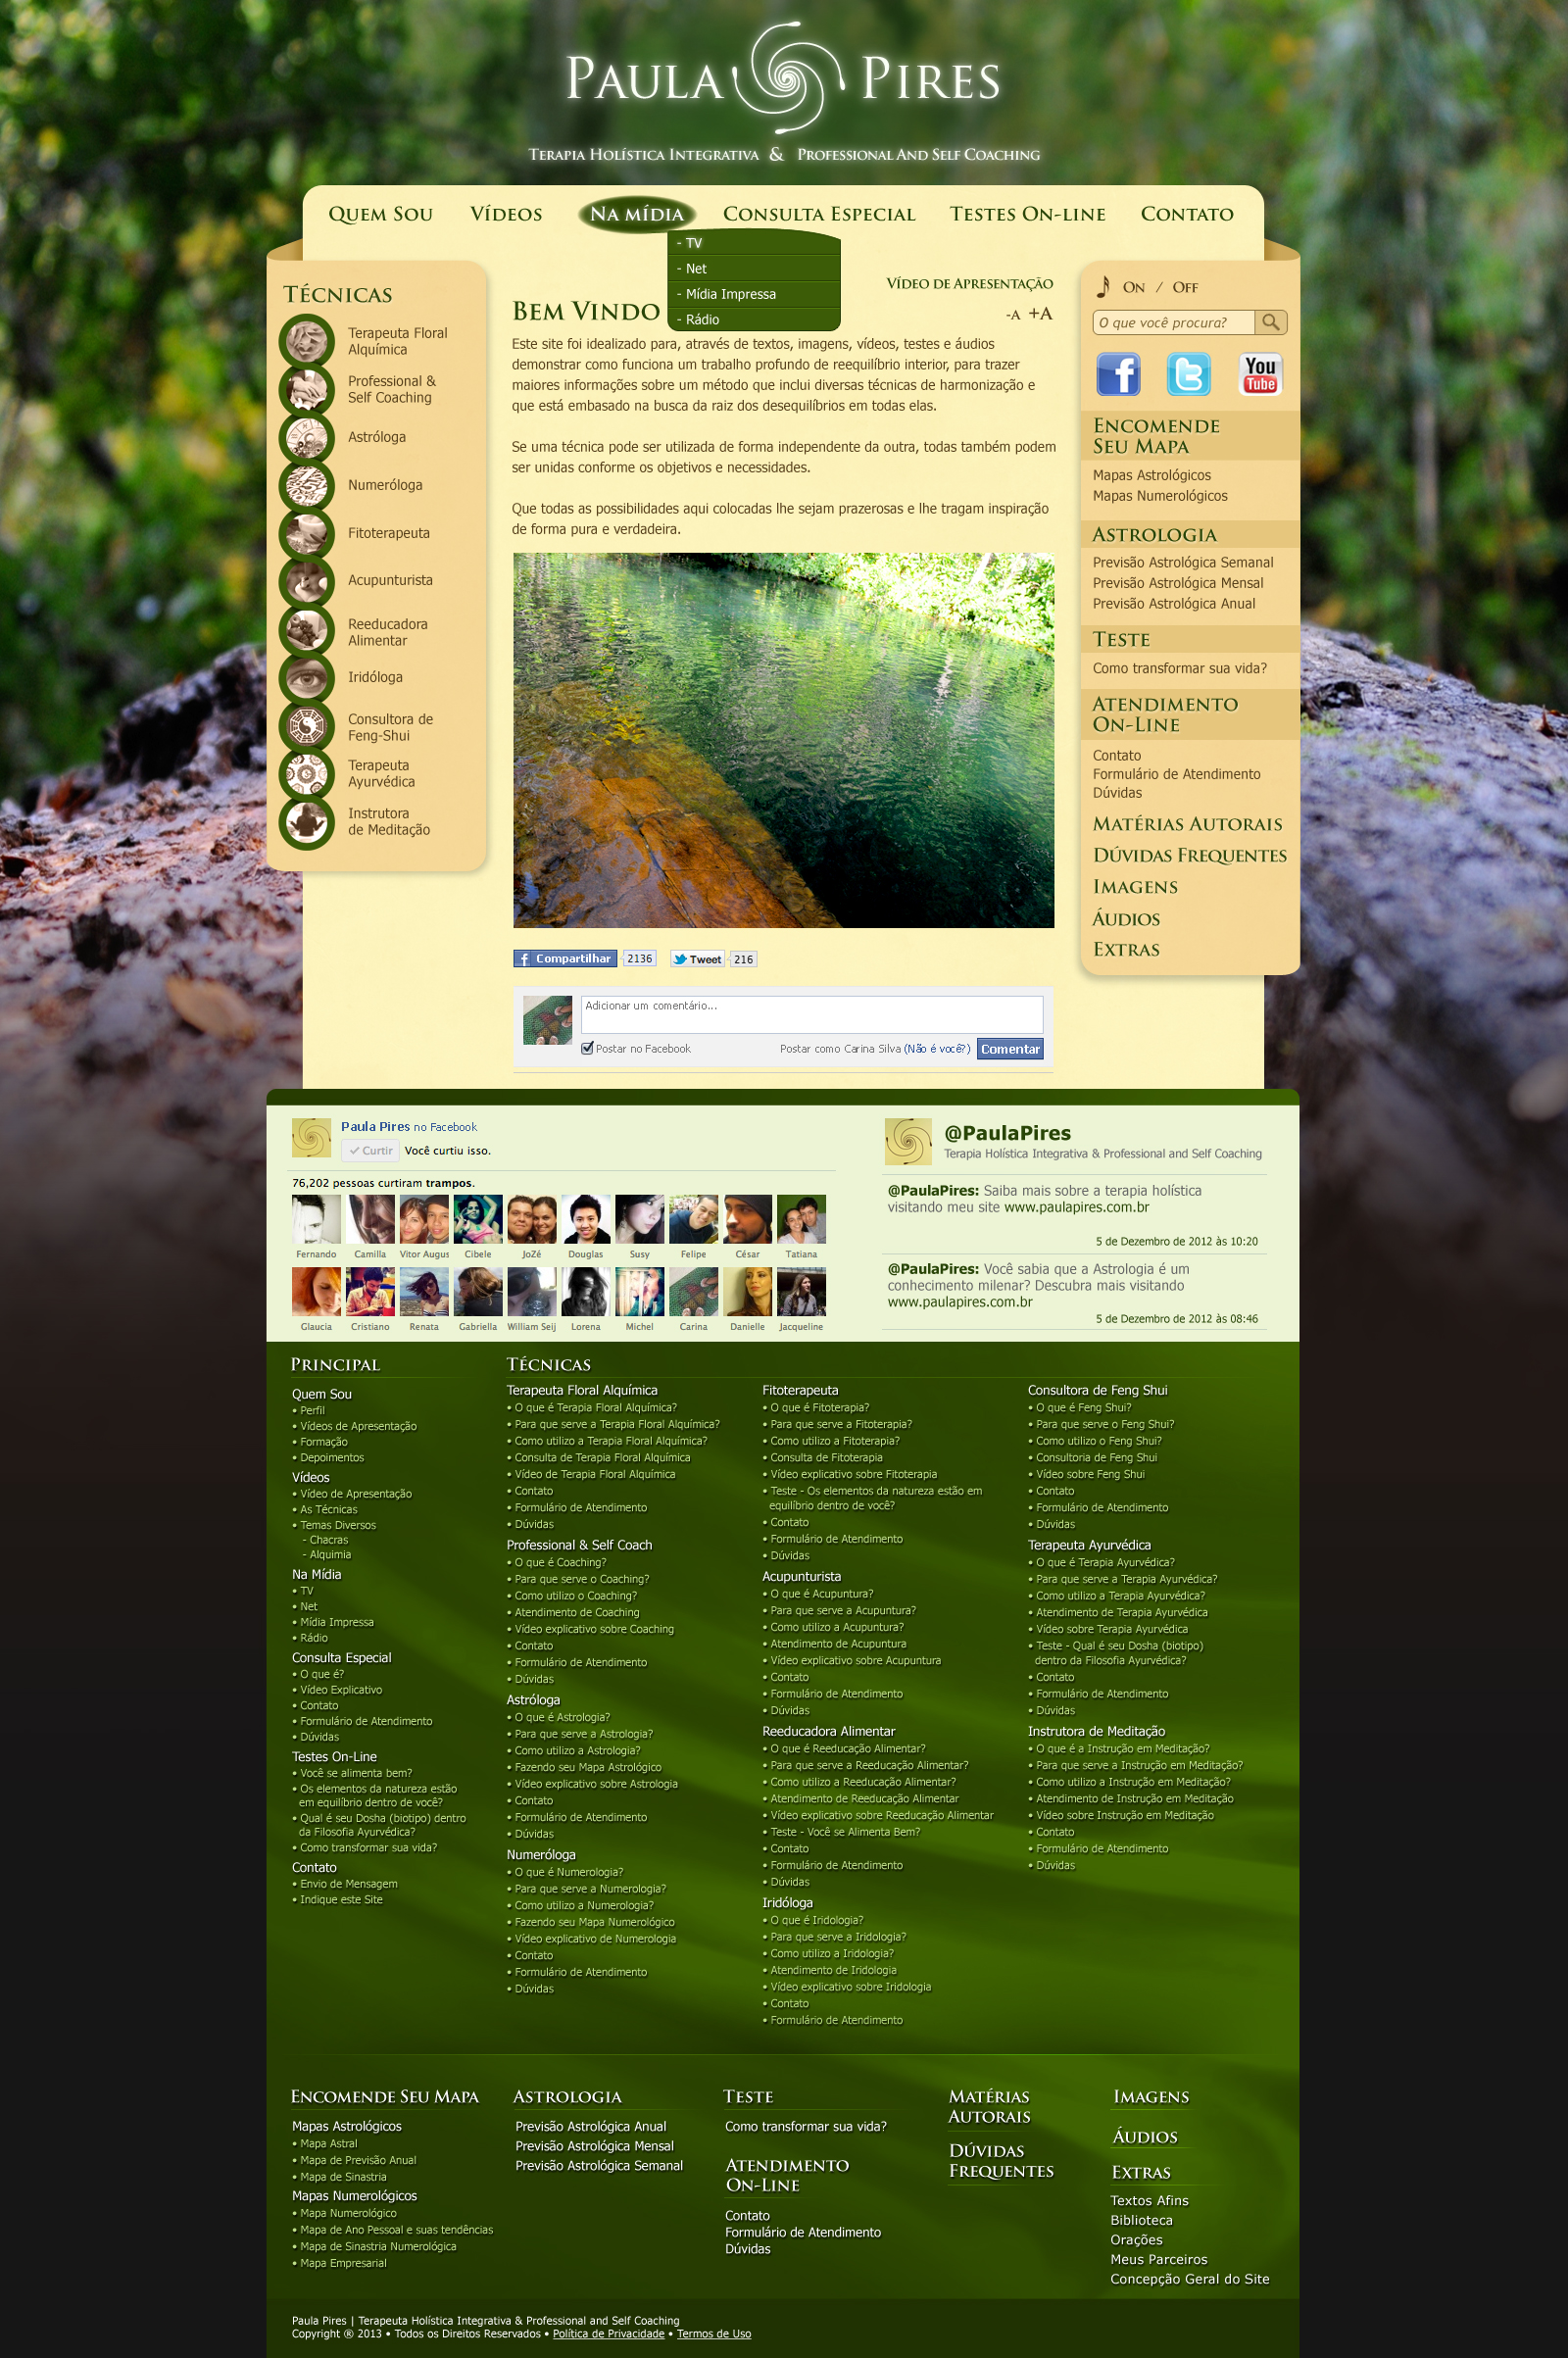 PAULA PIRES
TERAPIA HOLÍSTICA INTEGRATIVA & PROFESSIONAL AND SELF COACHING
QUEM SOU
VÍDEOS
NA MÍDIA
CONSULTA ESPECIAL
TESTES ON-LINE
CONTATO
- TV
- Net
- Mídia Impressa
- Rádio
TÉCNICAS
Terapeuta Floral
Alquímica
Professional &
Self Coaching
Astróloga
Numeróloga
Fitoterapeuta
Acupunturista
Reeducadora
Alimentar
Iridóloga
Consultora de
Feng-Shui
Terapeuta
Ayurvédica
Instrutora
de Meditação
VÍDEO DE APRESENTAÇÃO
BEM VINDO
-A +A
Este site foi idealizado para, através de textos, imagens, vídeos, testes e áudios
demonstrar como funciona um trabalho profundo de reequilíbrio interior, para trazer
maiores informações sobre um método que inclui diversas técnicas de harmonização e
que está embasado na busca da raiz dos desequilíbrios em todas elas.
Se uma técnica pode ser utilizada de forma independente da outra, todas também podem
ser unidas conforme os objetivos e necessidades.
Que todas as possibilidades aqui colocadas lhe sejam prazerosas e lhe tragam inspiração
de forma pura e verdadeira.
f Compartilhar 2136
Tweet 216
Adicionar um comentário...
Postar no Facebook
Postar como Carina Silva (Não é você?)
Comentar
ON / OFF
O que você procura?
f
t
You
Tube
ENCOMENDE
SEU MAPA
Mapas Astrológicos
Mapas Numerológicos
ASTROLOGIA
Previsão Astrológica Semanal
Previsão Astrológica Mensal
Previsão Astrológica Anual
TESTE
Como transformar sua vida?
ATENDIMENTO
ON-LINE
Contato
Formulário de Atendimento
Dúvidas
MATÉRIAS AUTORAIS
DÚVIDAS FREQUENTES
IMAGENS
ÁUDIOS
EXTRAS
Paula Pires no Facebook
Curtir Você curtiu isso.
76,202 pessoas curtiram trampos.
Fernando Camilla Vitor Augus Cibele JoZé Douglas Susy Felipe César Tatiana
Glaucia Cristiano Renata Gabriella William Seij Lorena Michel Carina Danielle Jacqueline
@PaulaPires
Terapia Holística Integrativa & Professional and Self Coaching
@PaulaPires: Saiba mais sobre a terapia holística
visitando meu site www.paulapires.com.br
5 de Dezembro de 2012 às 10:20
@PaulaPires: Você sabia que a Astrologia é um
conhecimento milenar? Descubra mais visitando
www.paulapires.com.br
5 de Dezembro de 2012 às 08:46
PRINCIPAL
Quem Sou
• Perfil
• Vídeos de Apresentação
• Formação
• Depoimentos
Vídeos
• Vídeo de Apresentação
• As Técnicas
• Temas Diversos
- Chacras
- Alquimia
Na Mídia
• TV
• Net
• Mídia Impressa
• Rádio
Consulta Especial
• O que é?
• Vídeo Explicativo
• Contato
• Formulário de Atendimento
• Dúvidas
Testes On-Line
• Você se alimenta bem?
• Os elementos da natureza estão
em equilíbrio dentro de você?
• Qual é seu Dosha (biotipo) dentro
da Filosofia Ayurvédica?
• Como transformar sua vida?
Contato
• Envio de Mensagem
• Indique este Site
TÉCNICAS
Terapeuta Floral Alquímica
• O que é Terapia Floral Alquímica?
• Para que serve a Terapia Floral Alquímica?
• Como utilizo a Terapia Floral Alquímica?
• Consulta de Terapia Floral Alquímica
• Vídeo de Terapia Floral Alquímica
• Contato
• Formulário de Atendimento
• Dúvidas
Professional & Self Coach
• O que é Coaching?
• Para que serve o Coaching?
• Como utilizo o Coaching?
• Atendimento de Coaching
• Vídeo explicativo sobre Coaching
• Contato
• Formulário de Atendimento
• Dúvidas
Astróloga
• O que é Astrologia?
• Para que serve a Astrologia?
• Como utilizo a Astrologia?
• Fazendo seu Mapa Astrológico
• Vídeo explicativo sobre Astrologia
• Contato
• Formulário de Atendimento
• Dúvidas
Numeróloga
• O que é Numerologia?
• Para que serve a Numerologia?
• Como utilizo a Numerologia?
• Fazendo seu Mapa Numerológico
• Vídeo explicativo de Numerologia
• Contato
• Formulário de Atendimento
• Dúvidas
Fitoterapeuta
• O que é Fitoterapia?
• Para que serve a Fitoterapia?
• Como utilizo a Fitoterapia?
• Consulta de Fitoterapia
• Vídeo explicativo sobre Fitoterapia
• Teste - Os elementos da natureza estão em
equilíbrio dentro de você?
• Contato
• Formulário de Atendimento
• Dúvidas
Acupunturista
• O que é Acupuntura?
• Para que serve a Acupuntura?
• Como utilizo a Acupuntura?
• Atendimento de Acupuntura
• Vídeo explicativo sobre Acupuntura
• Contato
• Formulário de Atendimento
• Dúvidas
Reeducadora Alimentar
• O que é Reeducação Alimentar?
• Para que serve a Reeducação Alimentar?
• Como utilizo a Reeducação Alimentar?
• Atendimento de Reeducação Alimentar
• Vídeo explicativo sobre Reeducação Alimentar
• Teste - Você se Alimenta Bem?
• Contato
• Formulário de Atendimento
• Dúvidas
Iridóloga
• O que é Iridologia?
• Para que serve a Iridologia?
• Como utilizo a Iridologia?
• Atendimento de Iridologia
• Vídeo explicativo sobre Iridologia
• Contato
• Formulário de Atendimento
Consultora de Feng Shui
• O que é Feng Shui?
• Para que serve o Feng Shui?
• Como utilizo o Feng Shui?
• Consultoria de Feng Shui
• Vídeo sobre Feng Shui
• Contato
• Formulário de Atendimento
• Dúvidas
Terapeuta Ayurvédica
• O que é Terapia Ayurvédica?
• Para que serve a Terapia Ayurvédica?
• Como utilizo a Terapia Ayurvédica?
• Atendimento de Terapia Ayurvédica
• Vídeo sobre Terapia Ayurvédica
• Teste - Qual é seu Dosha (biotipo)
dentro da Filosofia Ayurvédica?
• Contato
• Formulário de Atendimento
• Dúvidas
Instrutora de Meditação
• O que é a Instrução em Meditação?
• Para que serve a Instrução em Meditação?
• Como utilizo a Instrução em Meditação?
• Atendimento de Instrução em Meditação
• Vídeo sobre Instrução em Meditação
• Contato
• Formulário de Atendimento
• Dúvidas
ENCOMENDE SEU MAPA
Mapas Astrológicos
• Mapa Astral
• Mapa de Previsão Anual
• Mapa de Sinastria
Mapas Numerológicos
• Mapa Numerológico
• Mapa de Ano Pessoal e suas tendências
• Mapa de Sinastria Numerológica
• Mapa Empresarial
ASTROLOGIA
Previsão Astrológica Anual
Previsão Astrológica Mensal
Previsão Astrológica Semanal
TESTE
Como transformar sua vida?
ATENDIMENTO
ON-LINE
Contato
Formulário de Atendimento
Dúvidas
MATÉRIAS
AUTORAIS
DÚVIDAS
FREQUENTES
IMAGENS
ÁUDIOS
EXTRAS
Textos Afins
Biblioteca
Orações
Meus Parceiros
Concepção Geral do Site
Paula Pires | Terapeuta Holística Integrativa & Professional and Self Coaching
Copyright ® 2013 • Todos os Direitos Reservados • Política de Privacidade • Termos de Uso